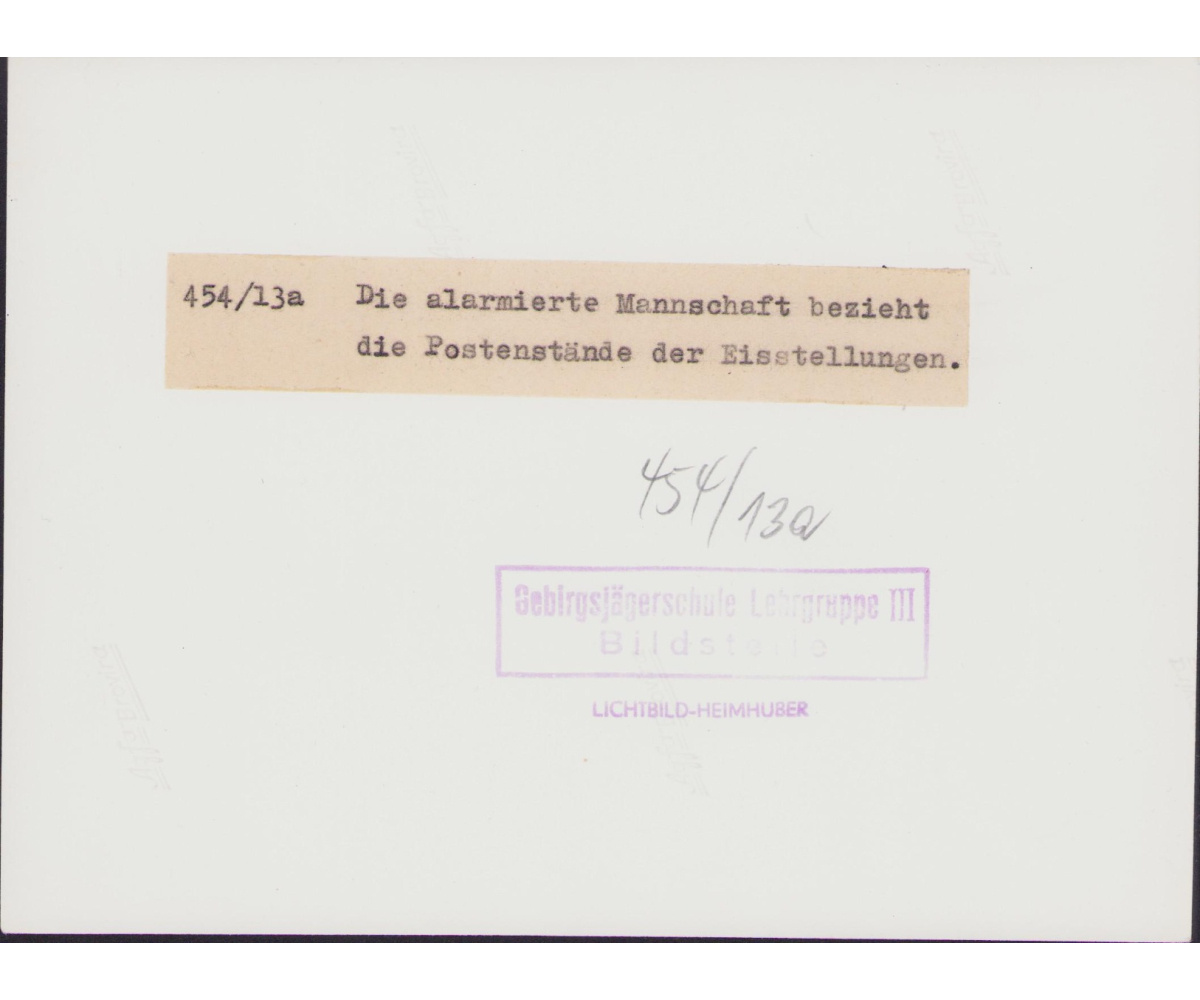 454/13a Die alarmierte Mannschaft bezieht
die Postenstände der Eisstellungen.
454/13a
Gebirgsjägerschule Lehrgruppe III
Bildstelle
LICHTBILD-HEIMHUBER